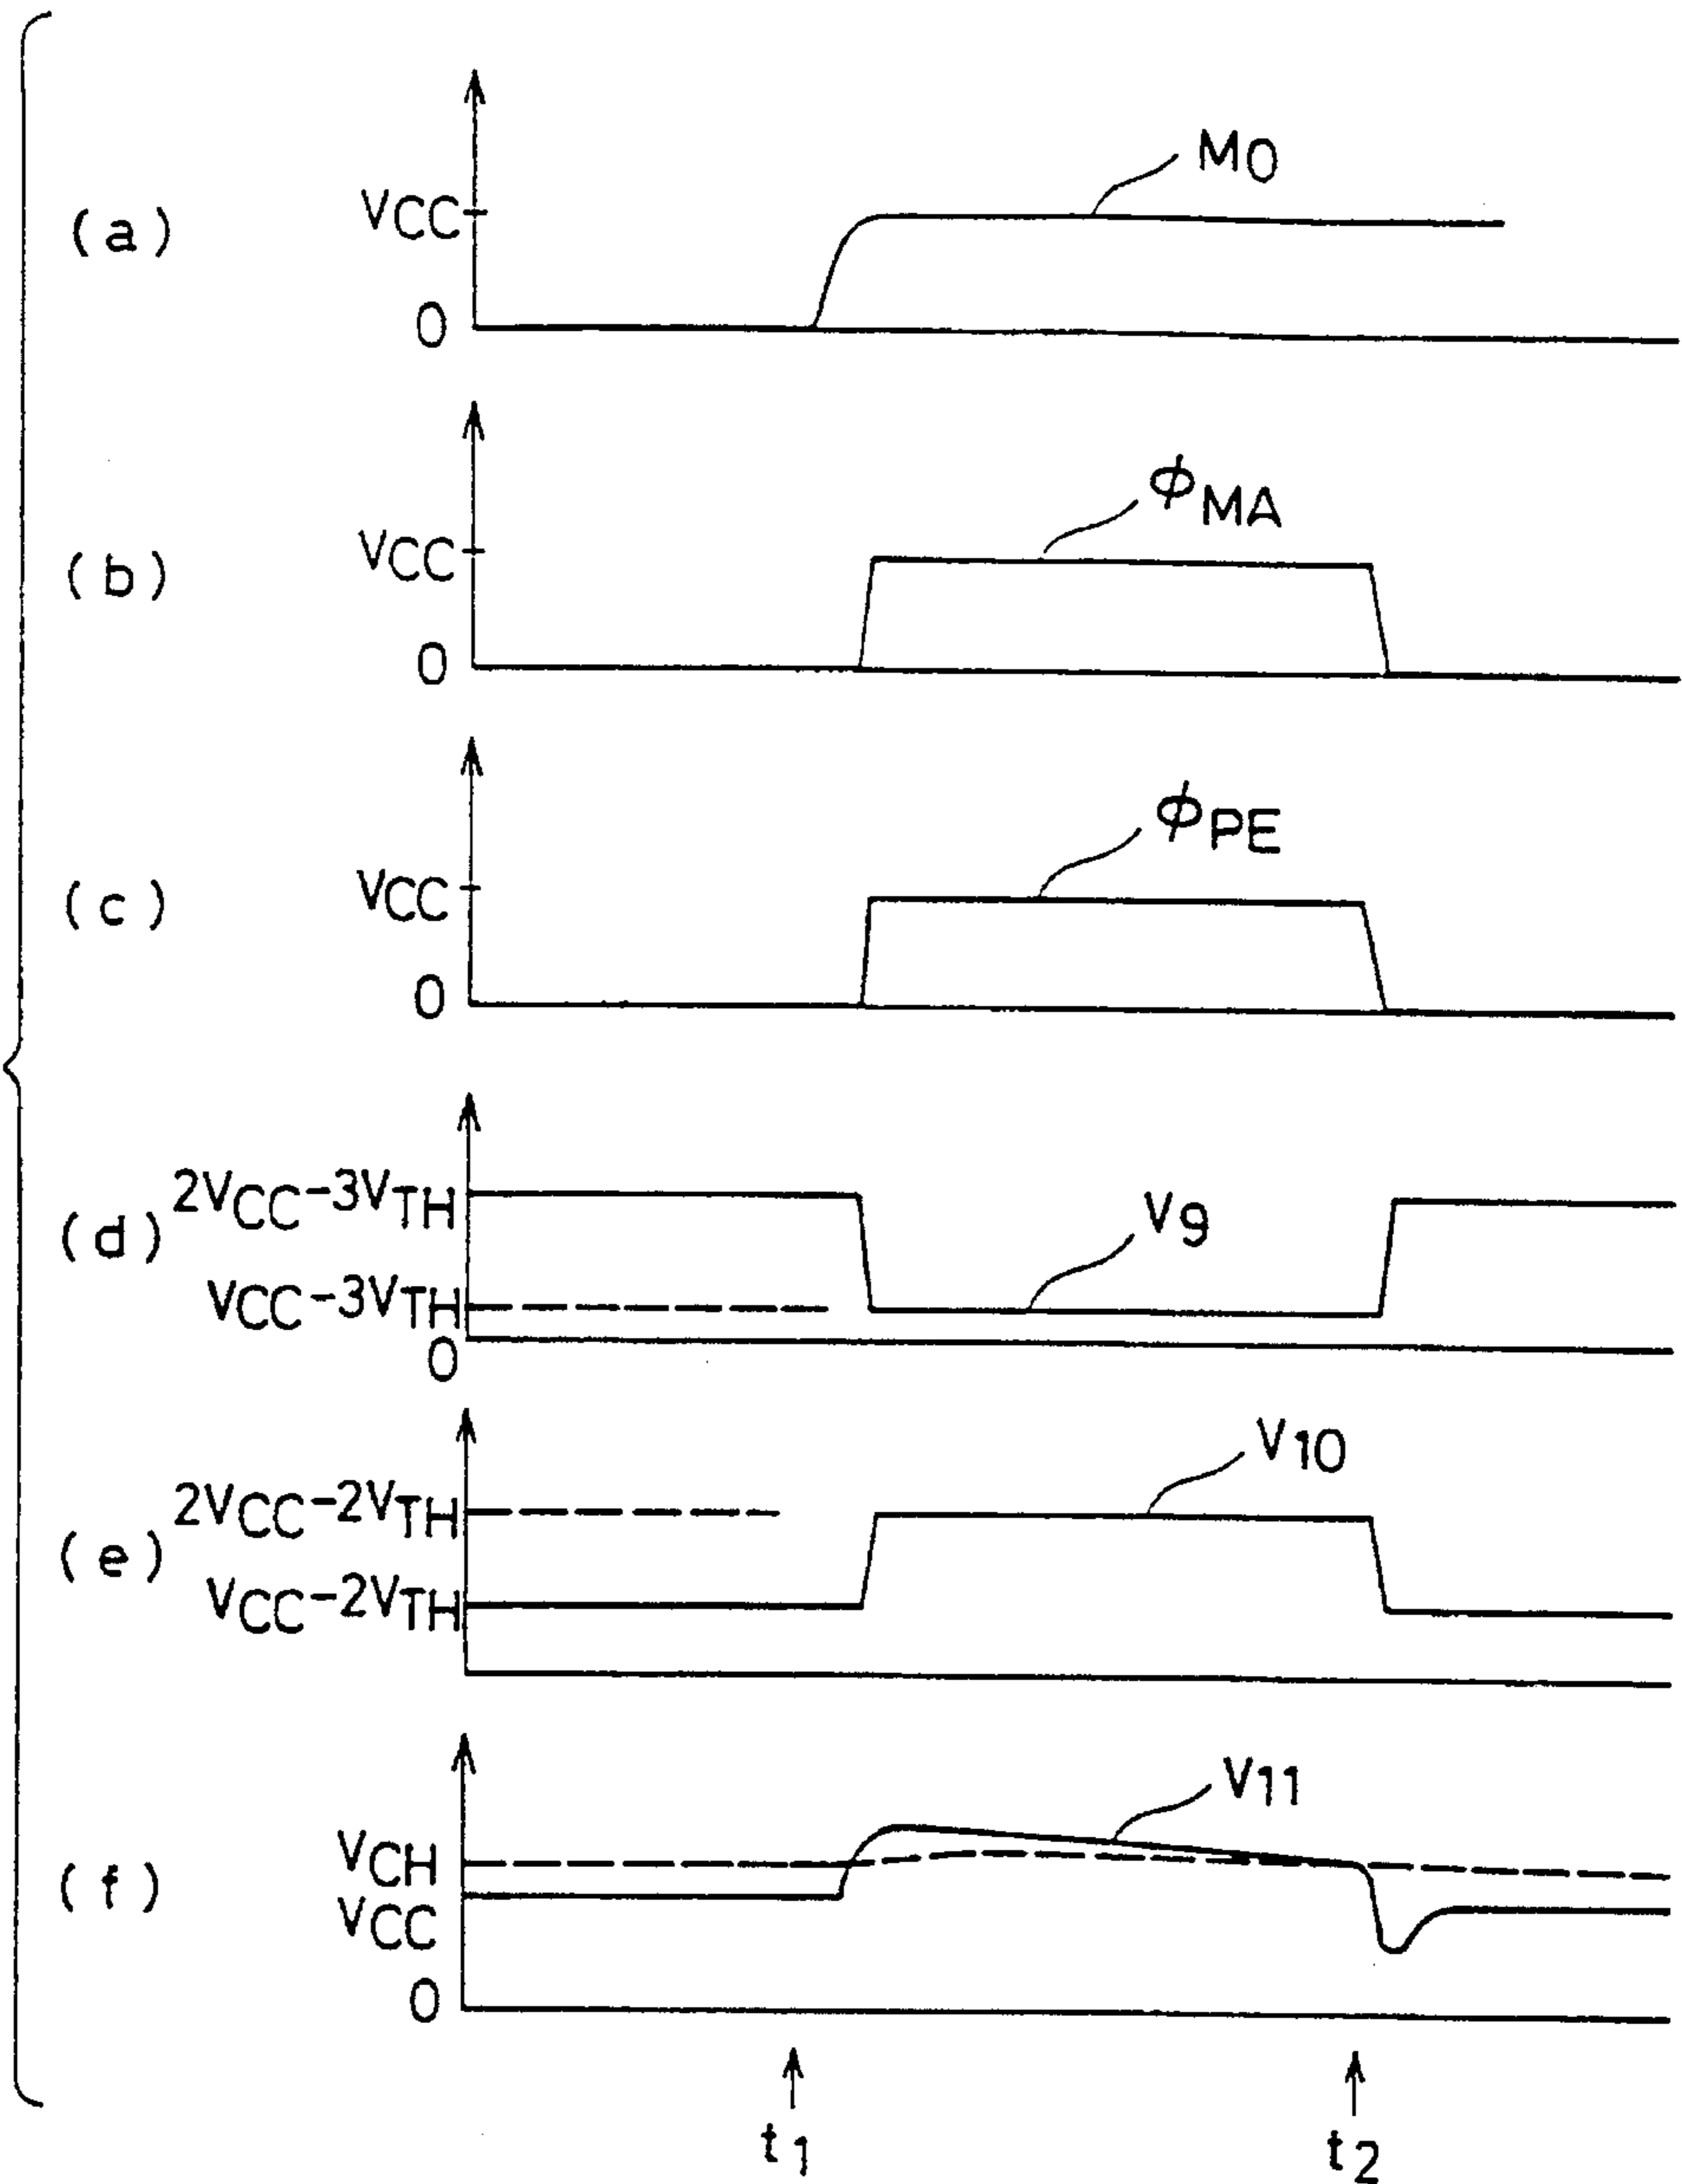 M0
VCC
(a)
0
ϕMA
VCC
(b)
0
ϕPE
VCC
(c)
0
2VCC-3VTH
(d)
V9
VCC-3VTH
0
V10
2VCC-2VTH
(e)
VCC-2VTH
V11
VCH
(f)
VCC
0
t1
t2